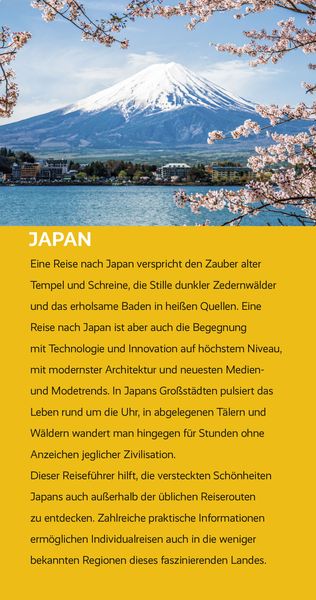 JAPAN
Eine Reise nach Japan verspricht den Zauber alter
Tempel und Schreine, die Stille dunkler Zedernwälder
und das erholsame Baden in heißen Quellen. Eine
Reise nach Japan ist aber auch die Begegnung
mit Technologie und Innovation auf höchstem Niveau,
mit modernster Architektur und neuesten Medien-
und Modetrends. In Japans Großstädten pulsiert das
Leben rund um die Uhr, in abgelegenen Tälern und
Wäldern wandert man hingegen für Stunden ohne
Anzeichen jeglicher Zivilisation.
Dieser Reiseführer hilft, die versteckten Schönheiten
Japans auch außerhalb der üblichen Reiserouten
zu entdecken. Zahlreiche praktische Informationen
ermöglichen Individualreisen auch in die weniger
bekannten Regionen dieses faszinierenden Landes.